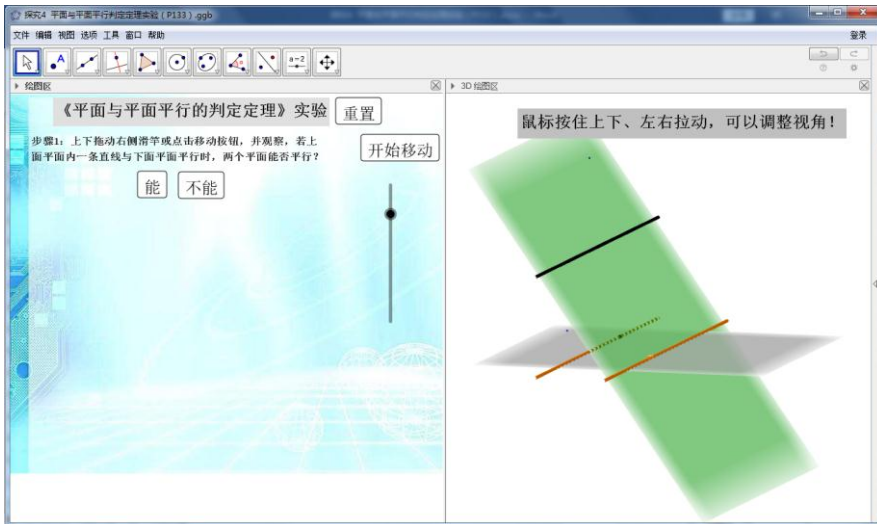 探究4 平面与平面平行判定定理实验（P133）.ggb
文件 编辑 视图 选项 工具 窗口 帮助
登录
A
a=2
绘图区
3D 绘图区
《平面与平面平行的判定定理》实验
重置
步骤1：上下拖动右侧滑竿或点击移动按钮，并观察，若上
面平面内一条直线与下面平面平行时，两个平面能否平行？
开始移动
能
不能
鼠标按住上下、左右拉动，可以调整视角！